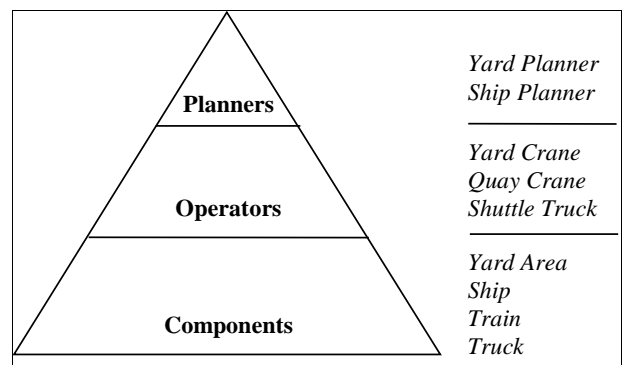 Planners
Yard Planner
Ship Planner
Operators
Yard Crane
Quay Crane
Shuttle Truck
Components
Yard Area
Ship
Train
Truck